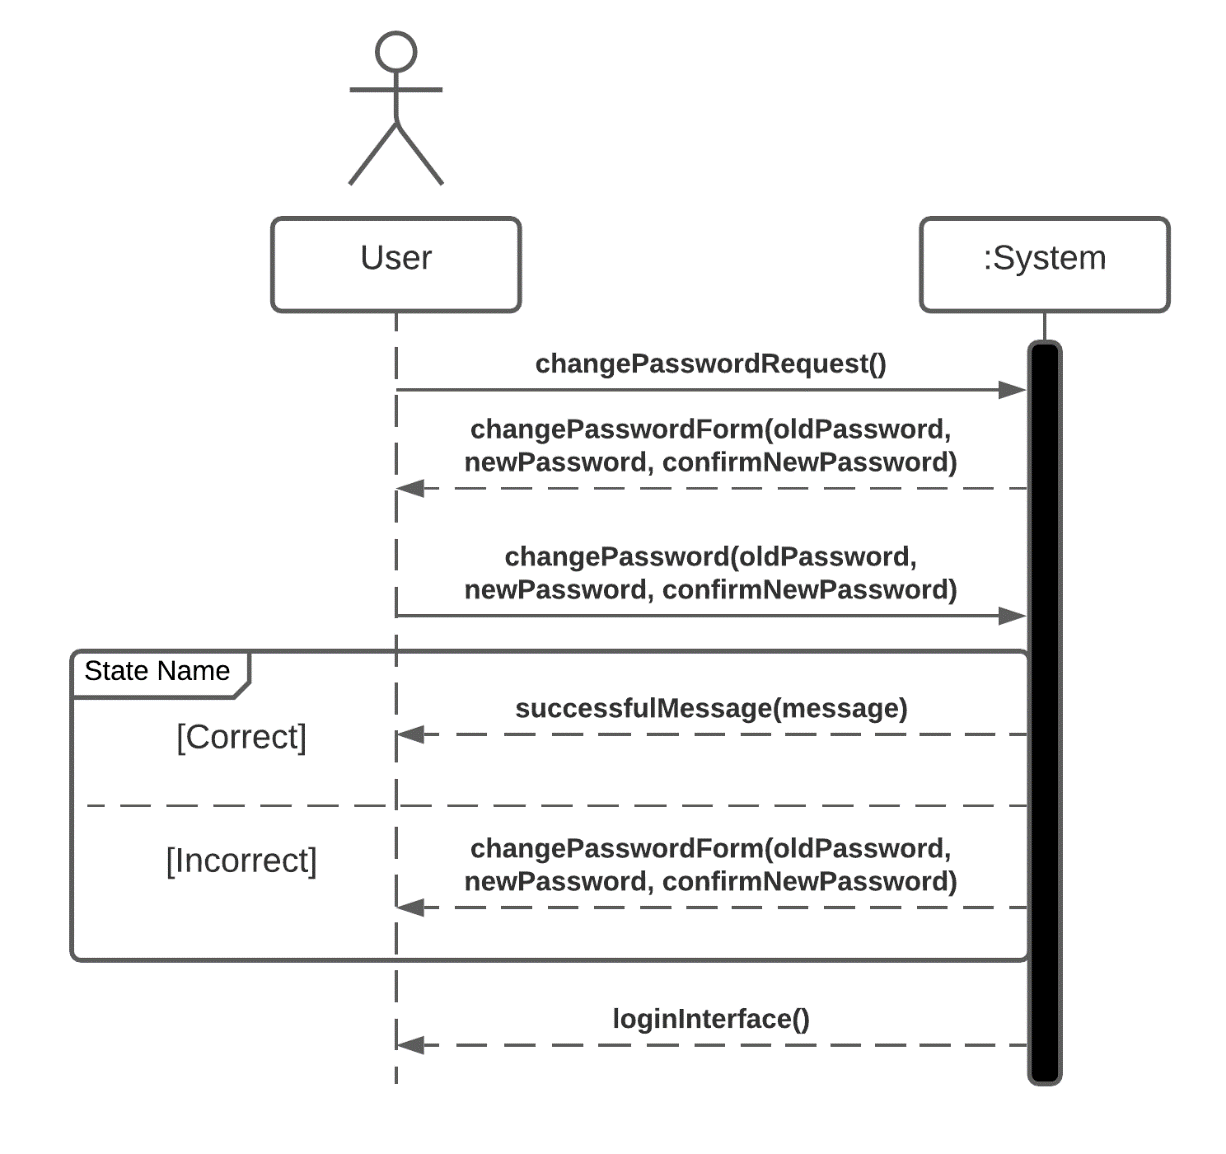 User
:System
changePasswordRequest()
changePasswordForm(oldPassword,
newPassword, confirmNewPassword)
changePassword(oldPassword,
newPassword, confirmNewPassword)
State Name
successfulMessage(message)
[Correct]
changePasswordForm(oldPassword,
[Incorrect]
newPassword, confirmNewPassword)
loginInterface()